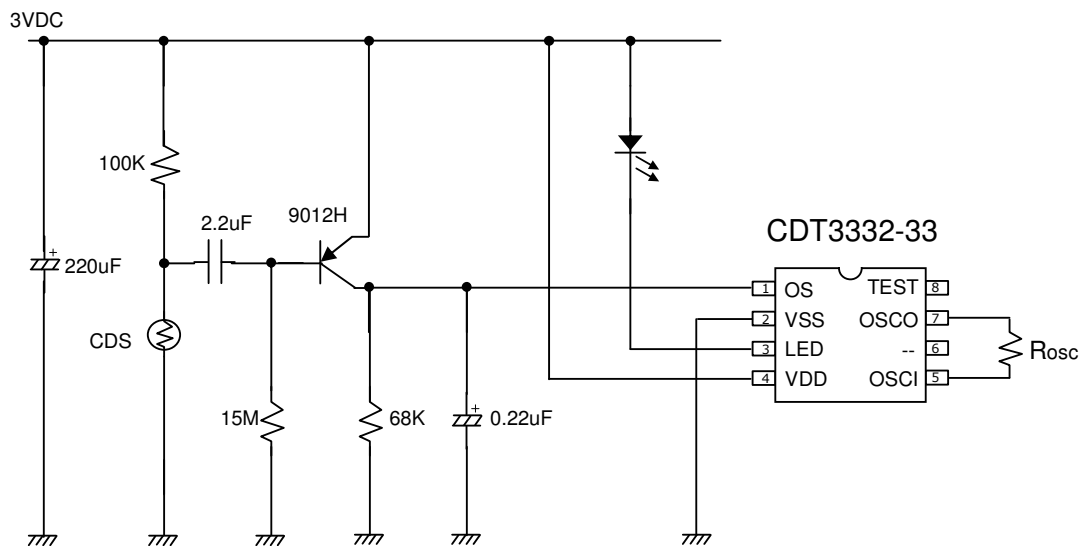 3VDC
100K
2.2uF
9012H
CDT3332-33
+
220uF
CDS
15M
68K
+
0.22uF
1 OS TEST 8
2 VSS OSCO 7
3 LED -- 6
4 VDD OSCI 5
Rosc